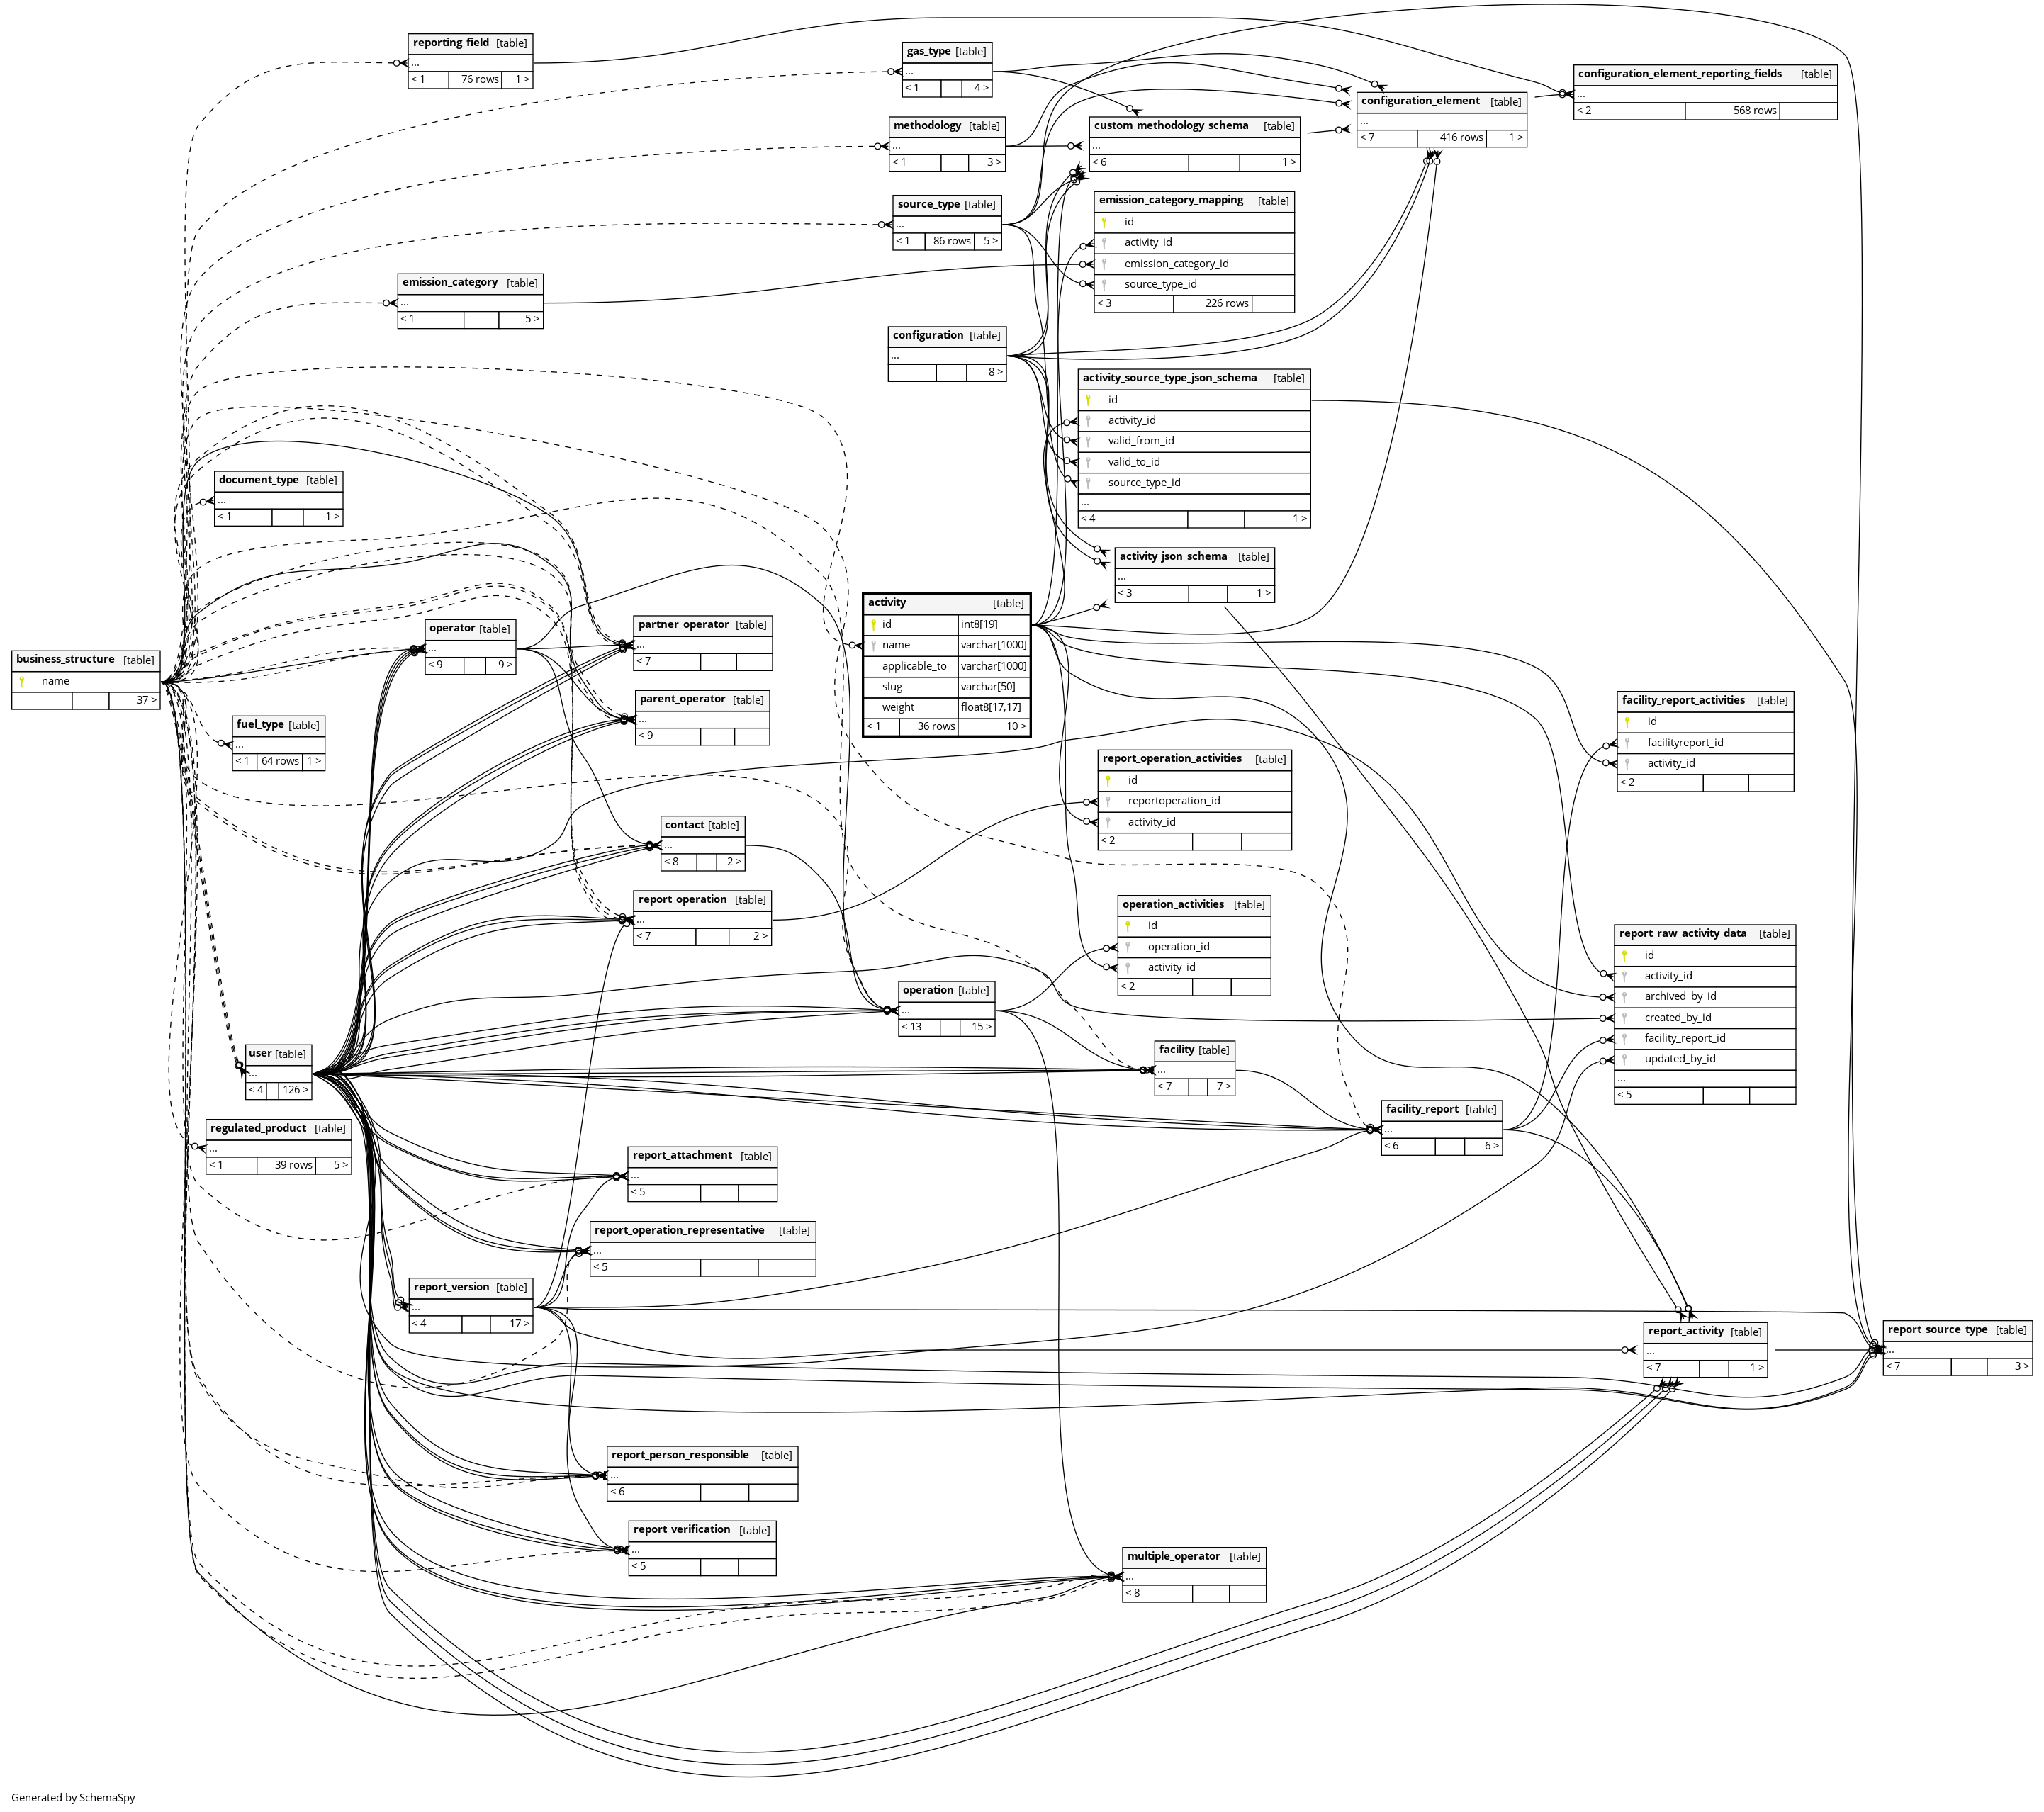 reporting_field [table]
...
< 1 76 rows 1 >
gas_type [table]
...
< 1 4 >
configuration_element_reporting_fields [table]
...
< 2 568 rows
configuration_element [table]
...
< 7 416 rows 1 >
methodology [table]
...
< 1 3 >
custom_methodology_schema [table]
...
< 6 1 >
source_type [table]
...
< 1 86 rows 5 >
emission_category_mapping [table]
id
activity_id
emission_category_id
source_type_id
< 3 226 rows
emission_category [table]
...
< 1 5 >
configuration [table]
...
8 >
activity_source_type_json_schema [table]
id
activity_id
valid_from_id
valid_to_id
source_type_id
...
< 4 1 >
document_type [table]
...
< 1 1 >
activity_json_schema [table]
...
< 3 1 >
activity [table]
id int8[19]
name varchar[1000]
applicable_to varchar[1000]
slug varchar[50]
weight float8[17,17]
< 1 36 rows 10 >
operator [table]
...
< 9 9 >
partner_operator [table]
...
< 7
business_structure [table]
name
37 >
parent_operator [table]
...
< 9
facility_report_activities [table]
id
facilityreport_id
activity_id
< 2
fuel_type [table]
...
< 1 64 rows 1 >
report_operation_activities [table]
id
reportoperation_id
activity_id
< 2
contact [table]
...
< 8 2 >
report_operation [table]
...
< 7 2 >
operation_activities [table]
id
operation_id
activity_id
< 2
report_raw_activity_data [table]
id
activity_id
archived_by_id
created_by_id
facility_report_id
updated_by_id
...
< 5
operation [table]
...
< 13 15 >
user [table]
...
< 4 126 >
facility [table]
...
< 7 7 >
facility_report [table]
...
< 6 6 >
regulated_product [table]
...
< 1 39 rows 5 >
report_attachment [table]
...
< 5
report_operation_representative [table]
...
< 5
report_version [table]
...
< 4 17 >
report_activity [table]
...
< 7 1 >
report_source_type [table]
...
< 7 3 >
report_person_responsible [table]
...
< 6
report_verification [table]
...
< 5
multiple_operator [table]
...
< 8
Generated by SchemaSpy